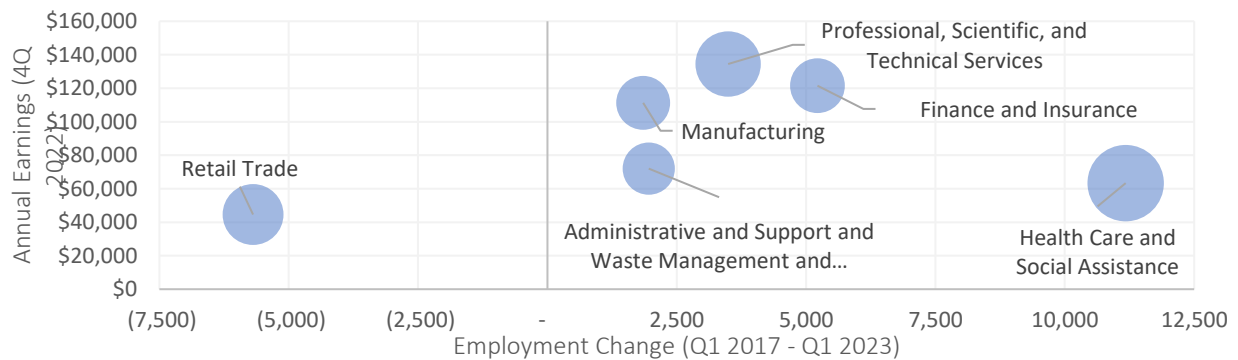 $160,000
$140,000
$120,000
$100,000
$80,000
$60,000
$40,000
$20,000
$0
Annual Earnings (4Q
2022)
Professional, Scientific, and
Technical Services
Finance and Insurance
Manufacturing
Retail Trade
Administrative and Support and
Waste Management and...
Health Care and
Social Assistance
(7,500) (5,000) (2,500) - 2,500 5,000 7,500 10,000 12,500
Employment Change (Q1 2017 - Q1 2023)